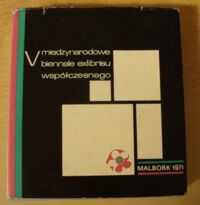 V międzynarodowe
biennale exlibrisu
współczesnego
MALBORK 1971